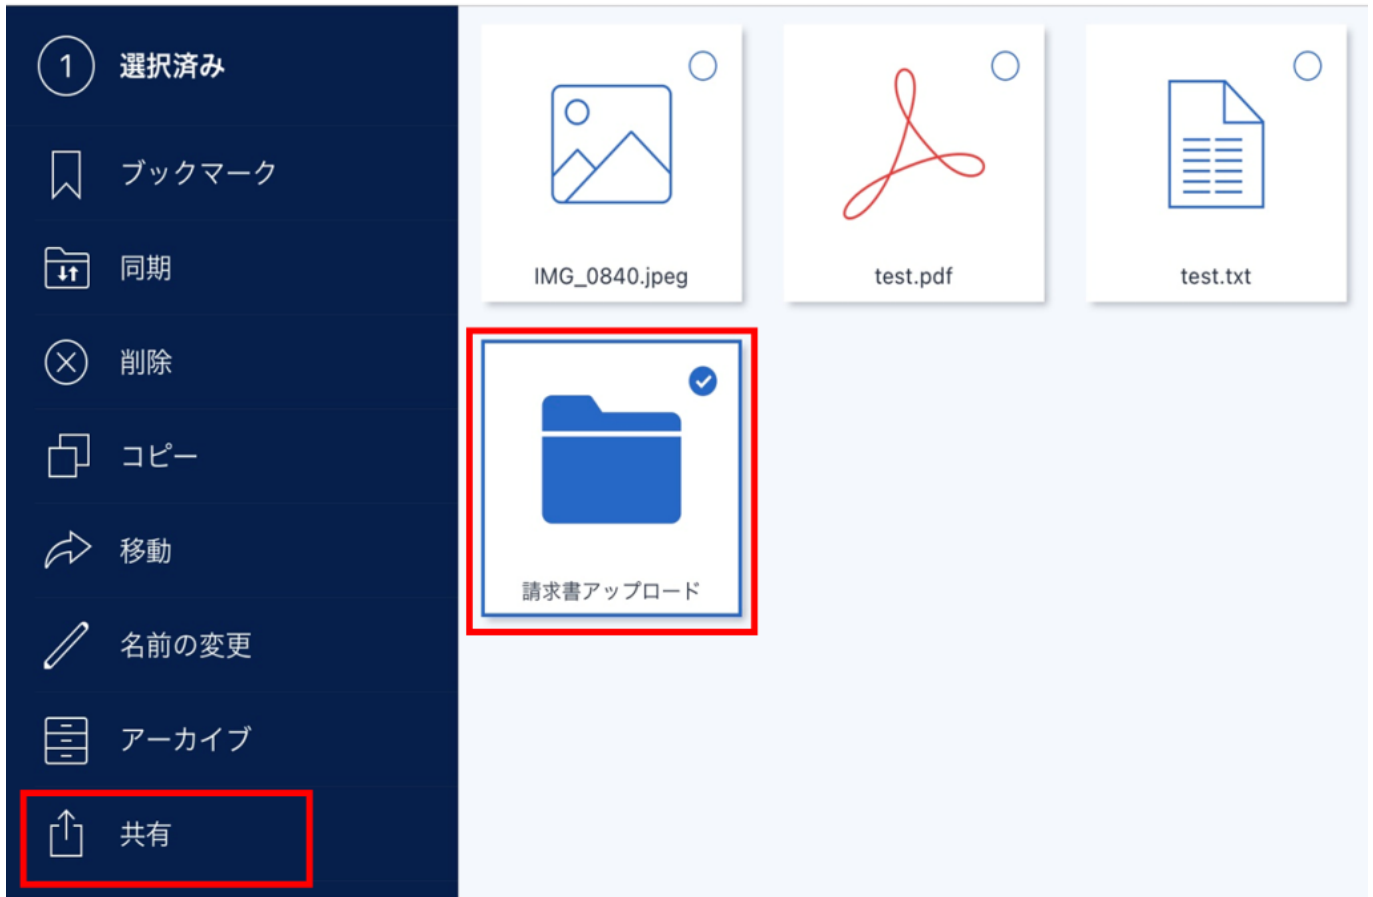 1 選択済み
ブックマーク
同期
削除
コピー
移動
名前の変更
アーカイブ
共有
IMG_0840.jpeg
test.pdf
test.txt
請求書アップロード